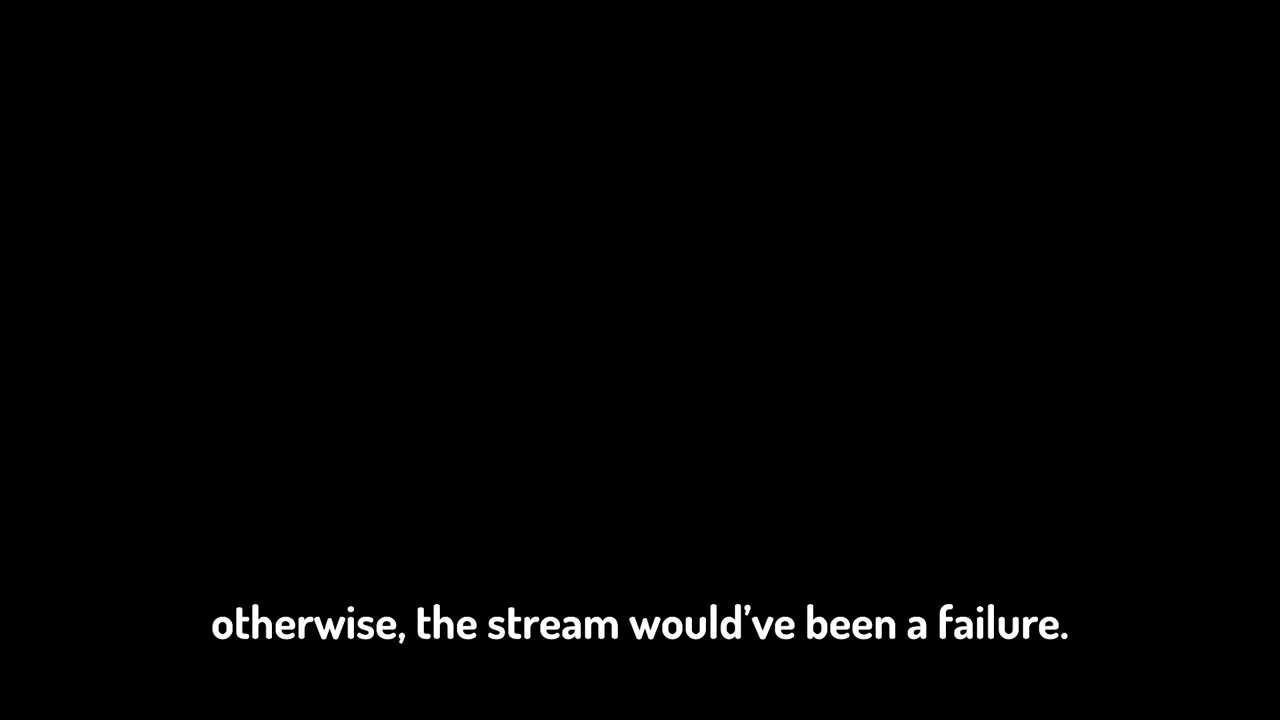 otherwise, the stream would’ve been a failure.